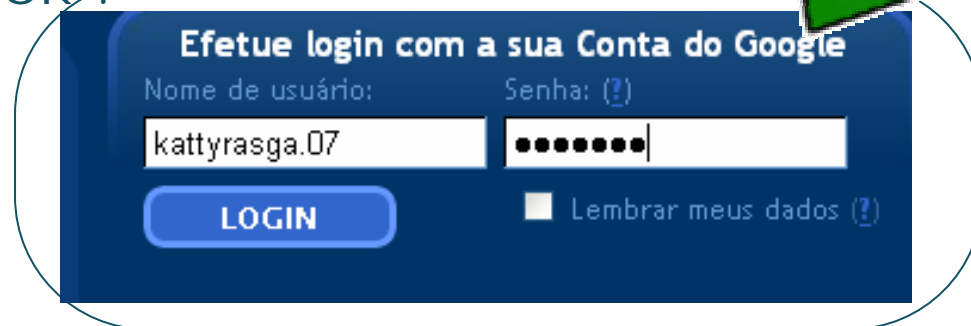 Efetue login com a sua Conta do Google
Nome de usuário: Senha: (?)
kattyrasga.07 •••••••
LOGIN Lembrar meus dados (?)